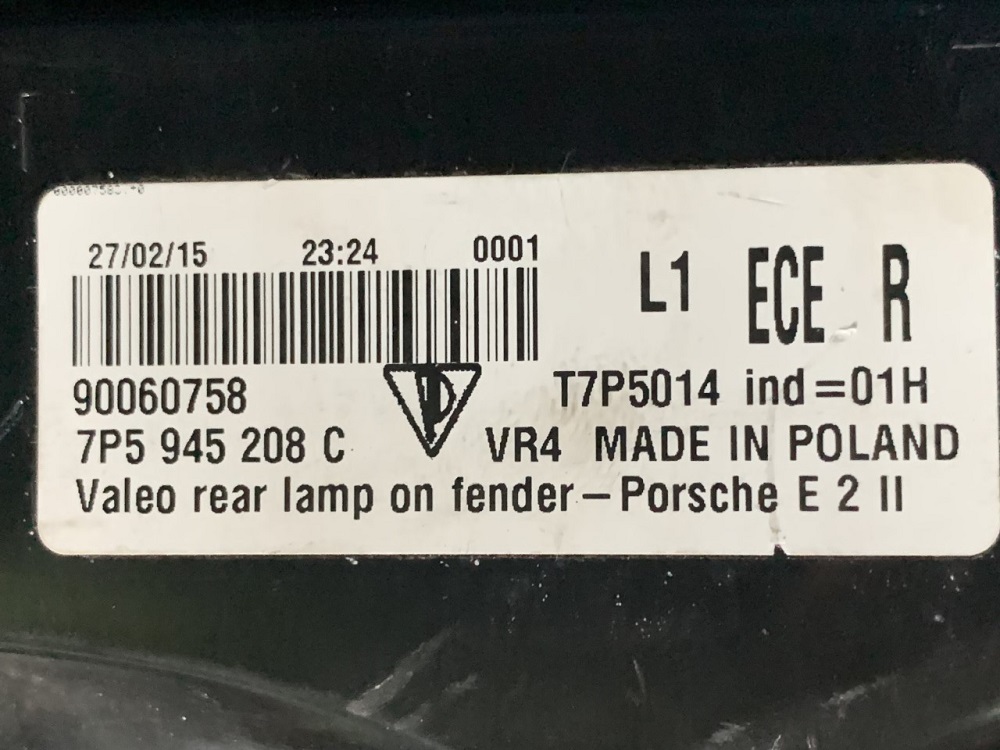 27/02/15 23:24 0001
L1 ECE R
90060758
T7P5014 ind=01H
7P5 945 208 C
VR4 MADE IN POLAND
Valeo rear lamp on fender-Porsche E 2 II